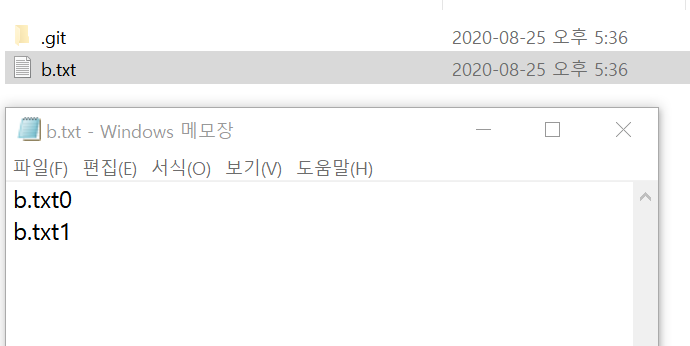 .git 2020-08-25 오후 5:36
b.txt 2020-08-25 오후 5:36
b.txt - Windows 메모장
파일(F) 편집(E) 서식(O) 보기(V) 도움말(H)
b.txt0
b.txt1